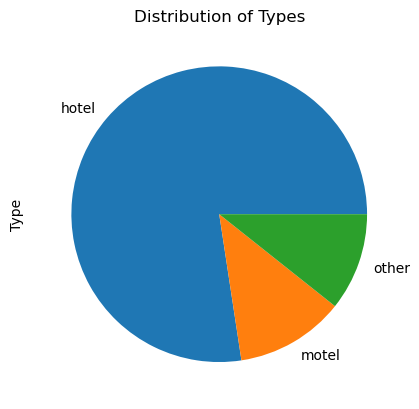 Distribution of Types
hotel
Type
other
motel